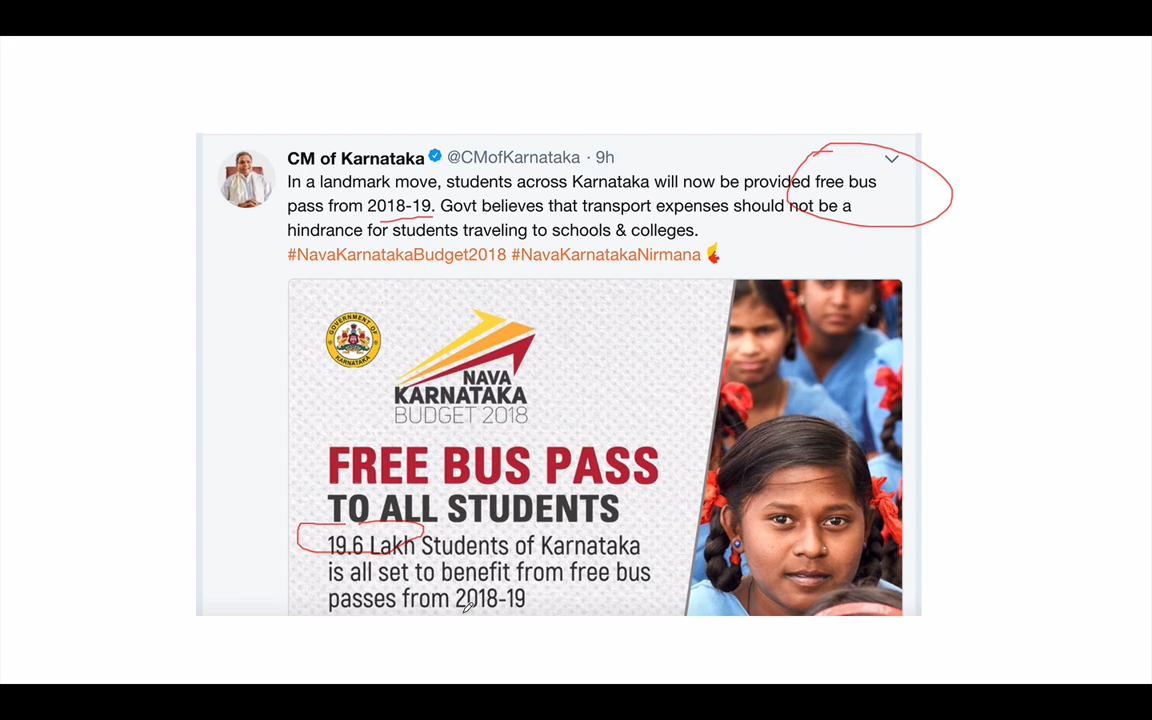 CM of Karnataka @CMofKarnataka · 9h
In a landmark move, students across Karnataka will now be provided free bus
pass from 2018-19. Govt believes that transport expenses should not be a
hindrance for students traveling to schools & colleges.
#NavaKarnatakaBudget2018 #NavaKarnatakaNirmana
GOVERNMENT OF
KARNATAKA
NAVA
KARNATAKA
BUDGET 2018
FREE BUS PASS
TO ALL STUDENTS
19.6 Lakh Students of Karnataka
is all set to benefit from free bus
passes from 2018-19